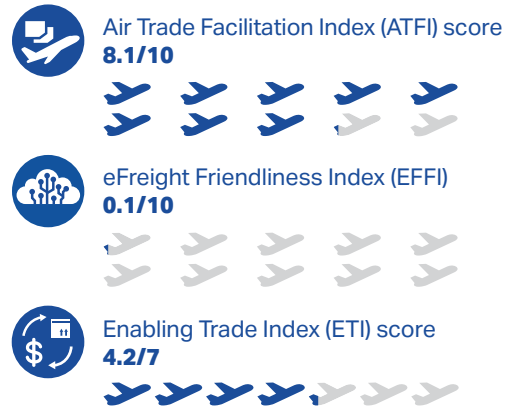 Air Trade Facilitation Index (ATFI) score
8.1/10
eFreight Friendliness Index (EFFI)
0.1/10
$
Enabling Trade Index (ETI) score
4.2/7